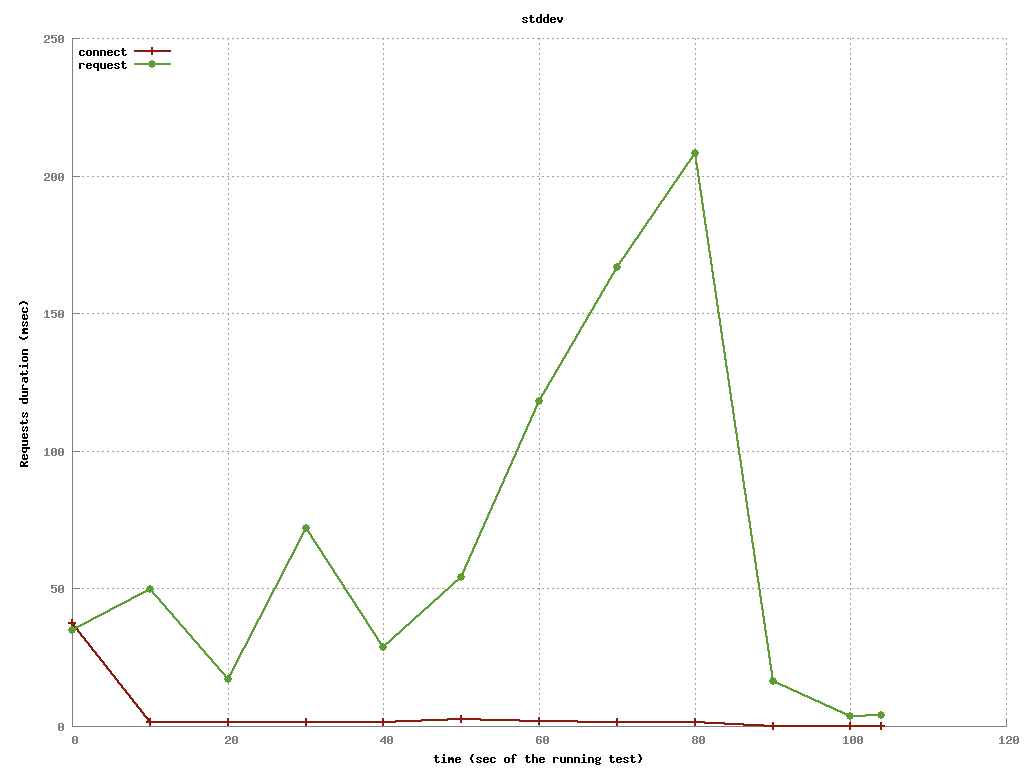 stddev
250
connect
request
200
150
100
50
0
Requests duration (msec)
0 20 40 60 80 100 120
time (sec of the running test)